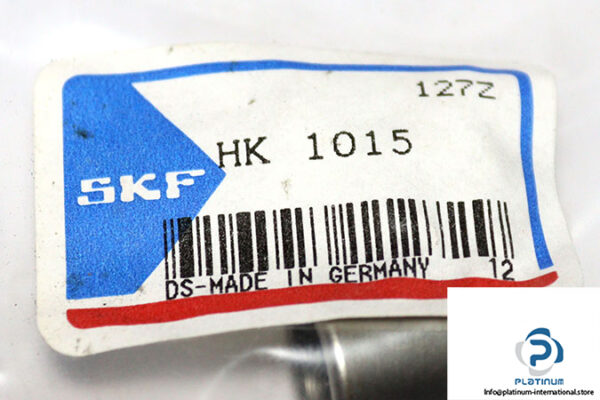 127Z
HK 1015
SKF
DS-MADE IN GERMANY 12
PLATINUM
Info@platinum-international.store